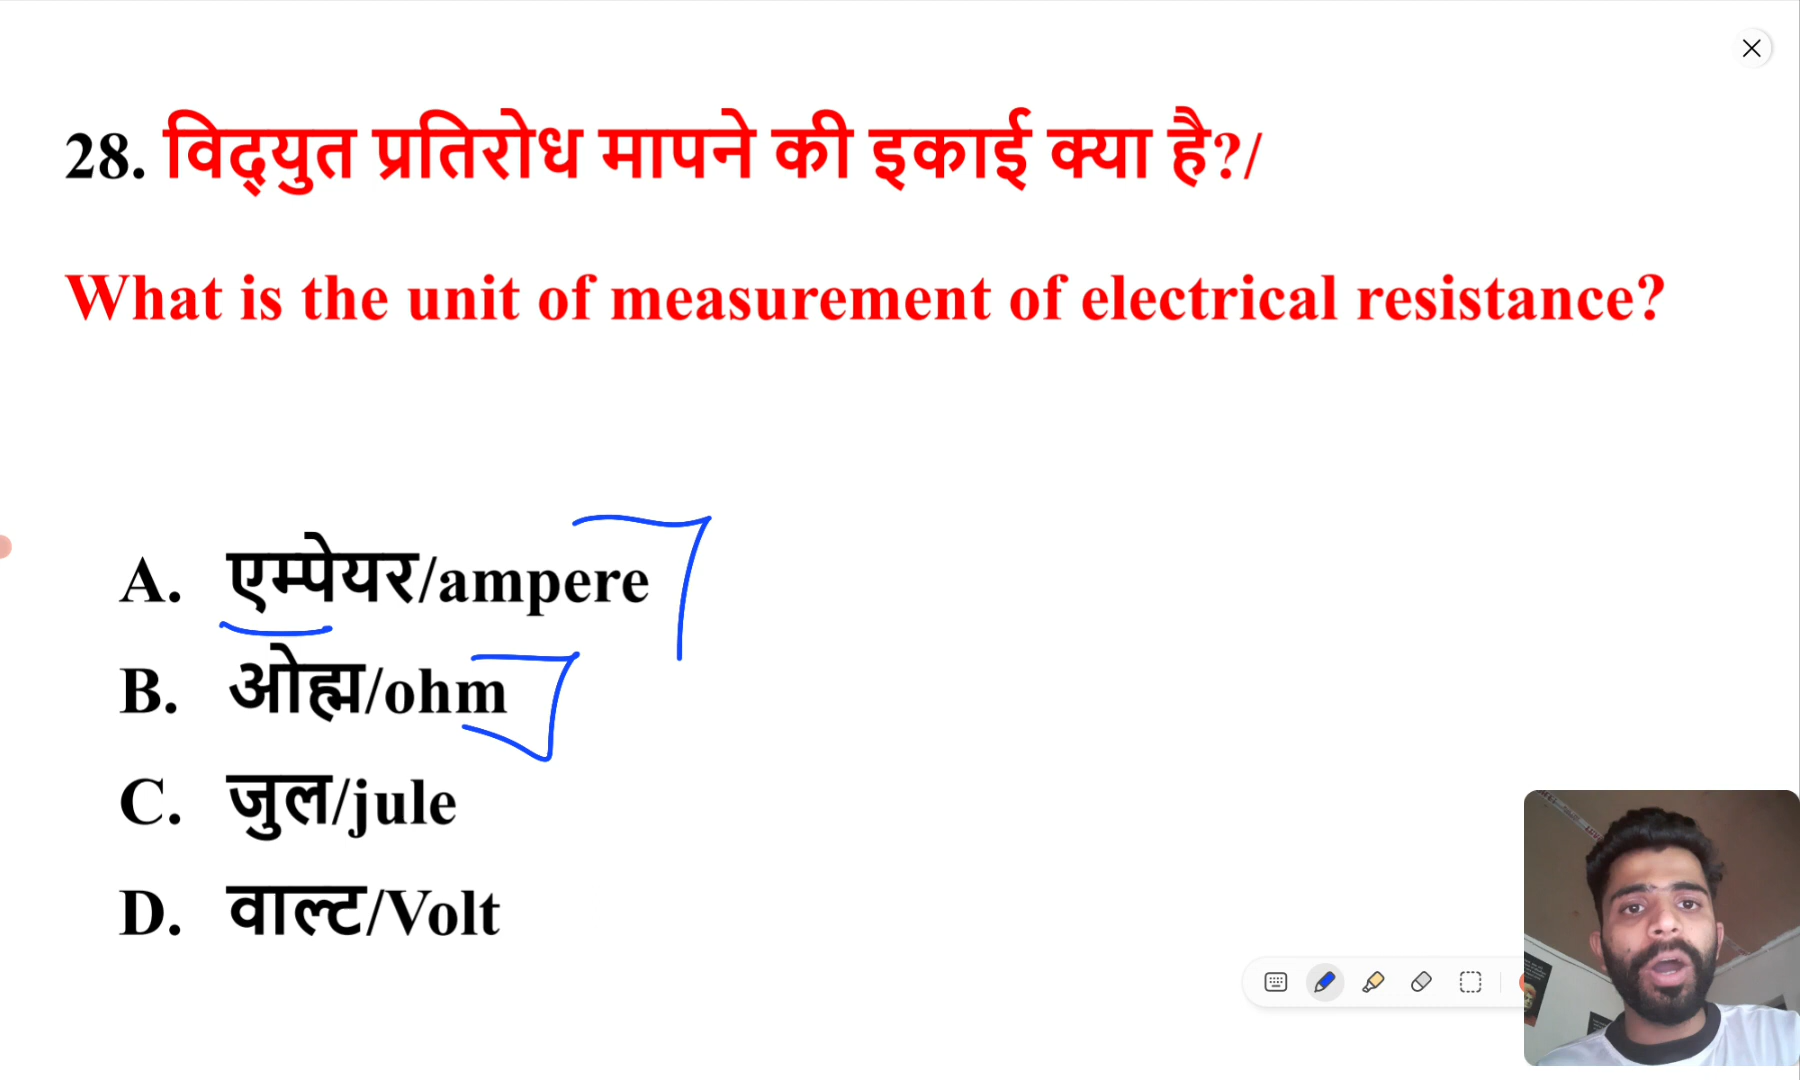 28. विद्‌युत प्रतिरोध मापने की इकाई क्या है?/
What is the unit of measurement of electrical resistance?
A. एम्पेयर/ampere
B. ओह्म/ohm
C. जुल/jule
D. वाल्ट/Volt